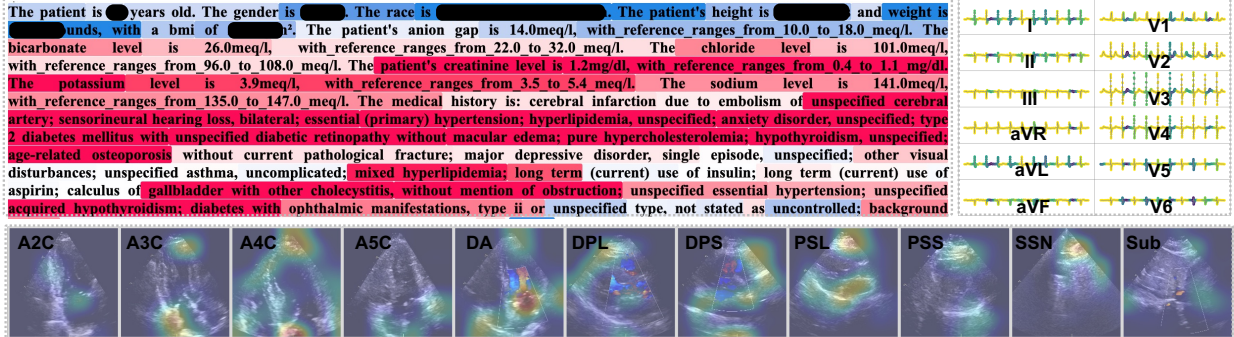 The patient is years old. The gender is . The race is . The patient's height is and weight is
ounds, with a bmi of n². The patient's anion gap is 14.0meq/l, with_reference_ranges_from_10.0_to_18.0_meq/l. The
bicarbonate level is 26.0meq/l, with_reference_ranges_from_22.0_to_32.0_meq/l. The chloride level is 101.0meq/l,
with_reference_ranges_from_96.0_to_108.0_meq/l. The patient's creatinine level is 1.2mg/dl, with_reference_ranges_from_0.4_to_1.1_mg/dl.
The potassium level is 3.9meq/l, with_reference_ranges_from_3.5_to_5.4_meq/l. The sodium level is 141.0meq/l,
with_reference_ranges_from_135.0_to_147.0_meq/l. The medical history is: cerebral infarction due to embolism of unspecified cerebral
artery; sensorineural hearing loss, bilateral; essential (primary) hypertension; hyperlipidemia, unspecified; anxiety disorder, unspecified; type
2 diabetes mellitus with unspecified diabetic retinopathy without macular edema; pure hypercholesterolemia; hypothyroidism, unspecified;
age-related osteoporosis without current pathological fracture; major depressive disorder, single episode, unspecified; other visual
disturbances; unspecified asthma, uncomplicated; mixed hyperlipidemia; long term (current) use of insulin; long term (current) use of
aspirin; calculus of gallbladder with other cholecystitis, without mention of obstruction; unspecified essential hypertension; unspecified
acquired hypothyroidism; diabetes with ophthalmic manifestations, type ii or unspecified type, not stated as uncontrolled; background
I V1
II V2
III V3
aVR V4
aVL V5
aVF V6
A2C A3C A4C A5C DA DPL DPS PSL PSS SSN Sub